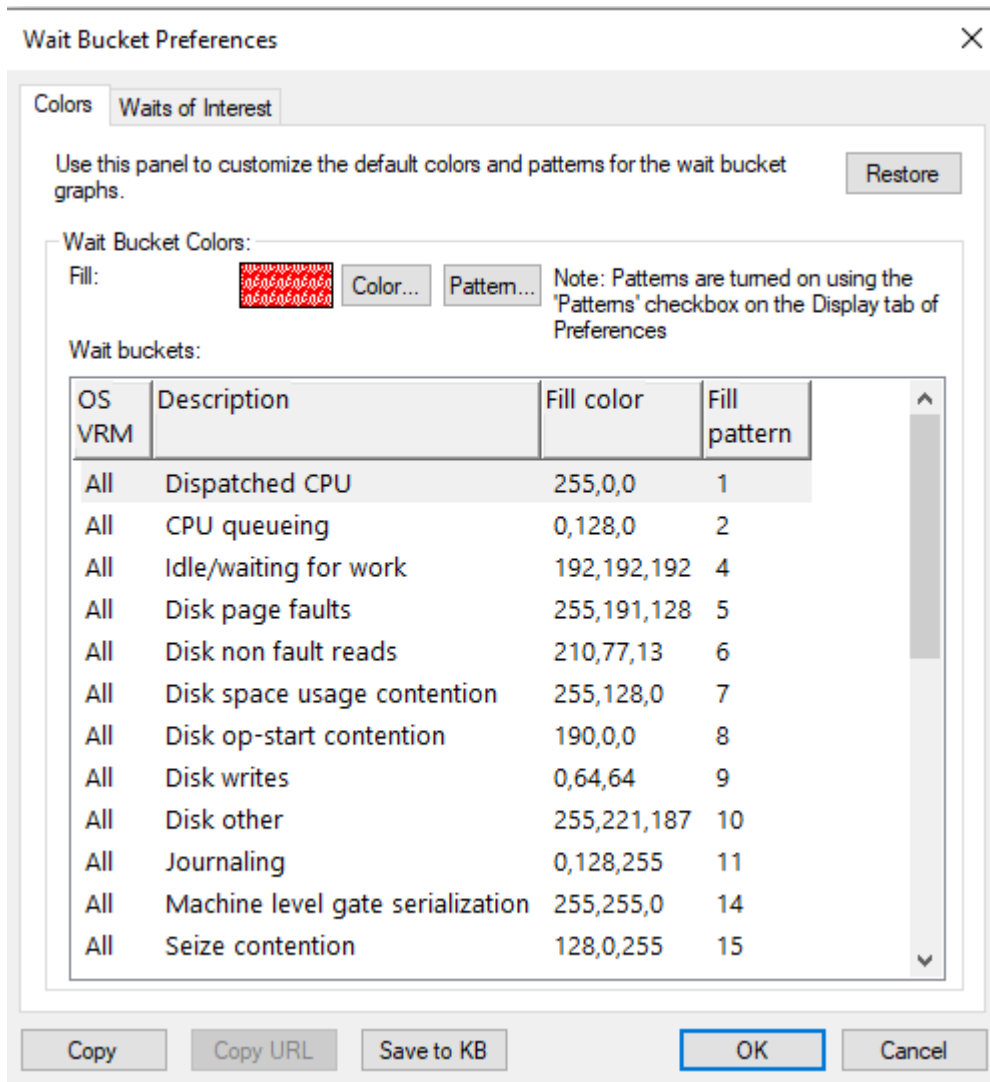 Wait Bucket Preferences
Colors Waits of Interest
Use this panel to customize the default colors and patterns for the wait bucket
graphs.
Restore
Wait Bucket Colors:
Fill:
Color... Pattern...
Note: Patterns are turned on using the
'Patterns' checkbox on the Display tab of
Preferences
Wait buckets:
OS VRM Description Fill color Fill pattern
All Dispatched CPU 255,0,0 1
All CPU queueing 0,128,0 2
All Idle/waiting for work 192,192,192 4
All Disk page faults 255,191,128 5
All Disk non fault reads 210,77,13 6
All Disk space usage contention 255,128,0 7
All Disk op-start contention 190,0,0 8
All Disk writes 0,64,64 9
All Disk other 255,221,187 10
All Journaling 0,128,255 11
All Machine level gate serialization 255,255,0 14
All Seize contention 128,0,255 15
Copy Copy URL Save to KB OK Cancel